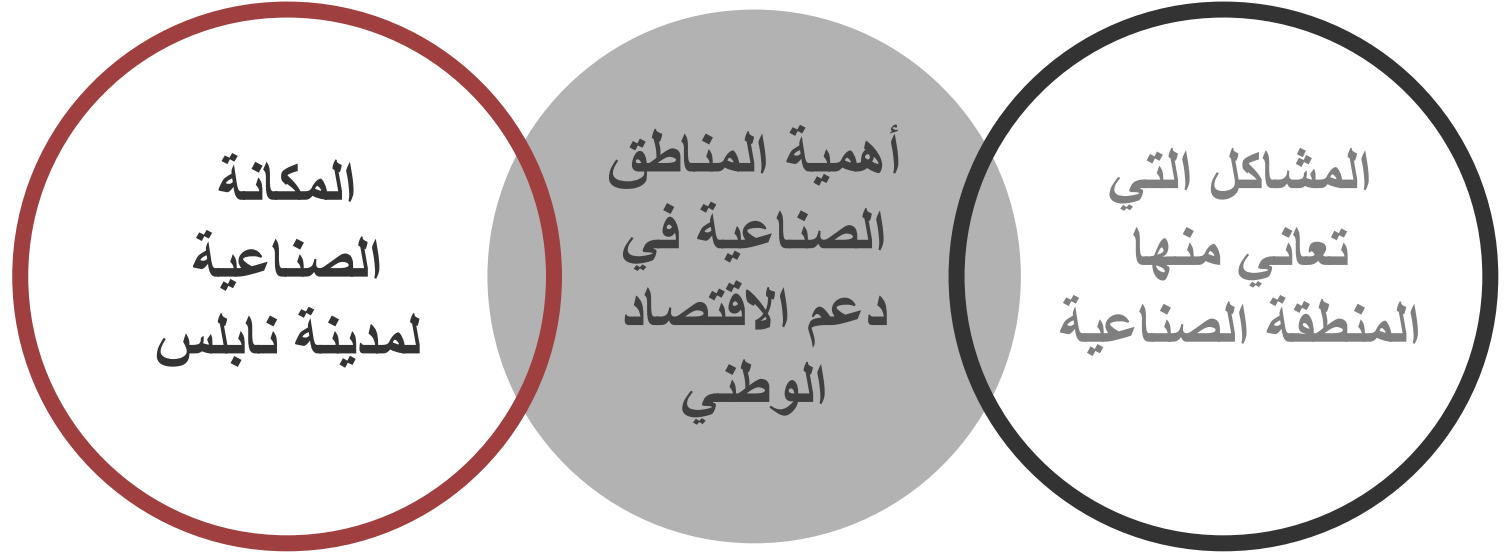 المشاكل التي
تعاني منها
المنطقة الصناعية
أهمية المناطق
الصناعية في
دعم الاقتصاد
الوطني
المكانة
الصناعية
لمدينة نابلس